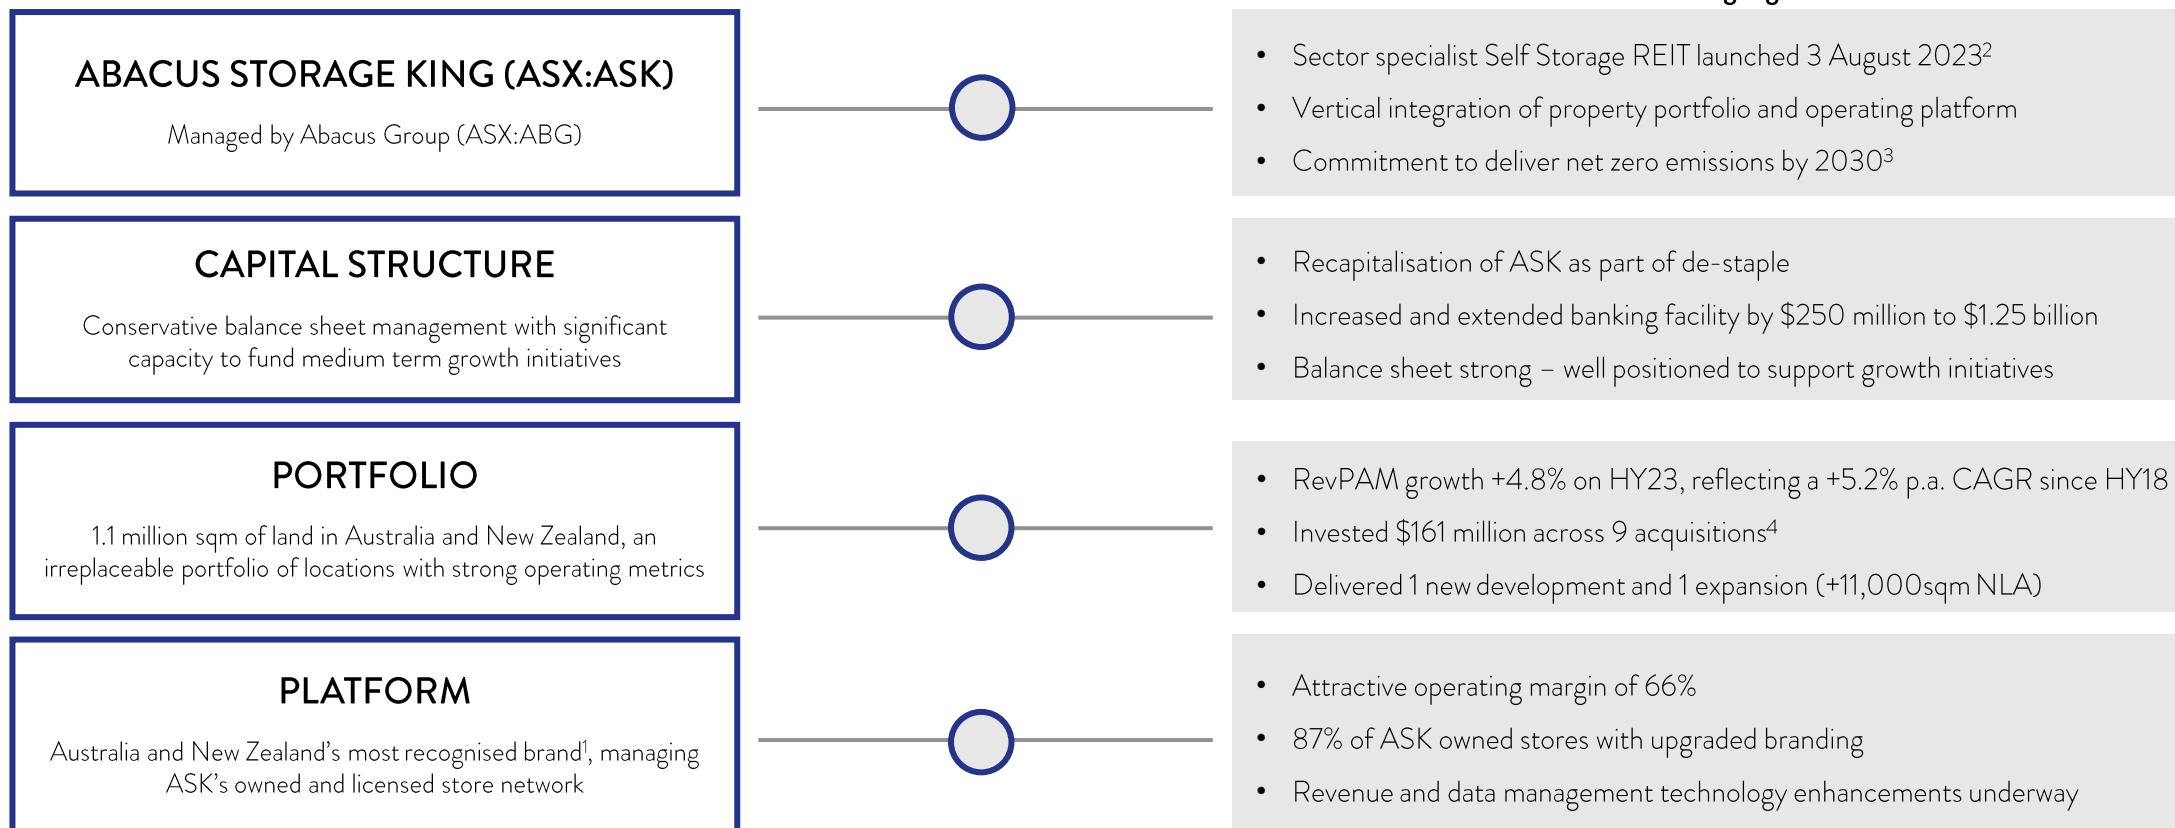 ABACUS STORAGE KING (ASX:ASK)
Managed by Abacus Group (ASX:ABG)
• Sector specialist Self Storage REIT launched 3 August 2023²
• Vertical integration of property portfolio and operating platform
• Commitment to deliver net zero emissions by 2030³
CAPITAL STRUCTURE
Conservative balance sheet management with significant
capacity to fund medium term growth initiatives
• Recapitalisation of ASK as part of de-staple
• Increased and extended banking facility by $250 million to $1.25 billion
• Balance sheet strong – well positioned to support growth initiatives
PORTFOLIO
1.1 million sqm of land in Australia and New Zealand, an
irreplaceable portfolio of locations with strong operating metrics
• RevPAM growth +4.8% on HY23, reflecting a +5.2% p.a. CAGR since HY18
• Invested $161 million across 9 acquisitions⁴
• Delivered 1 new development and 1 expansion (+11,000sqm NLA)
PLATFORM
Australia and New Zealand’s most recognised brand¹, managing
ASK’s owned and licensed store network
• Attractive operating margin of 66%
• 87% of ASK owned stores with upgraded branding
• Revenue and data management technology enhancements underway